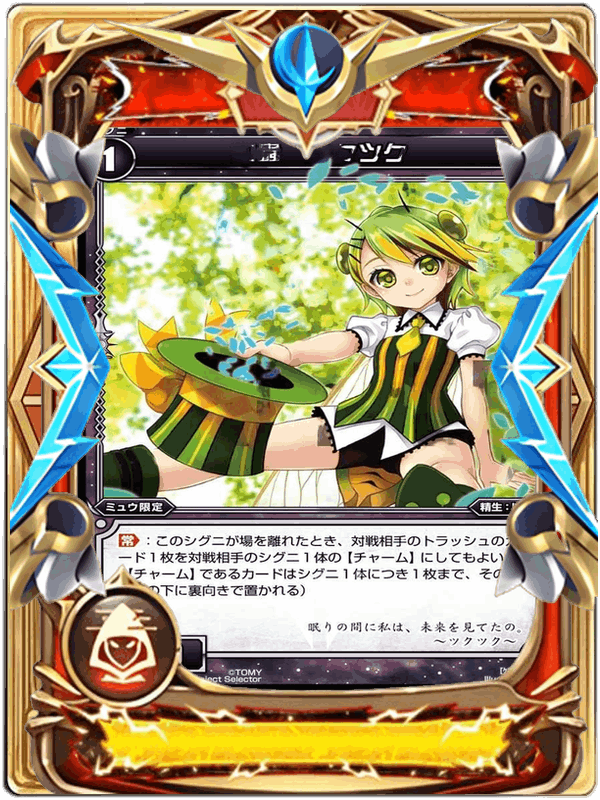 1
ツク
ミュウ限定
精生:
常:このシグニが場を離れたとき、対戦相手のトラッシュの
ード1枚を対戦相手のシグニ1体の【チャーム】にしてもよい
【チャーム】であるカードはシグニ1体につき1枚まで、その
の下に裏向きで置かれる)
眠りの間に私は、未来を見てたの。
~ツクツク~
©TOMY
lect Selector